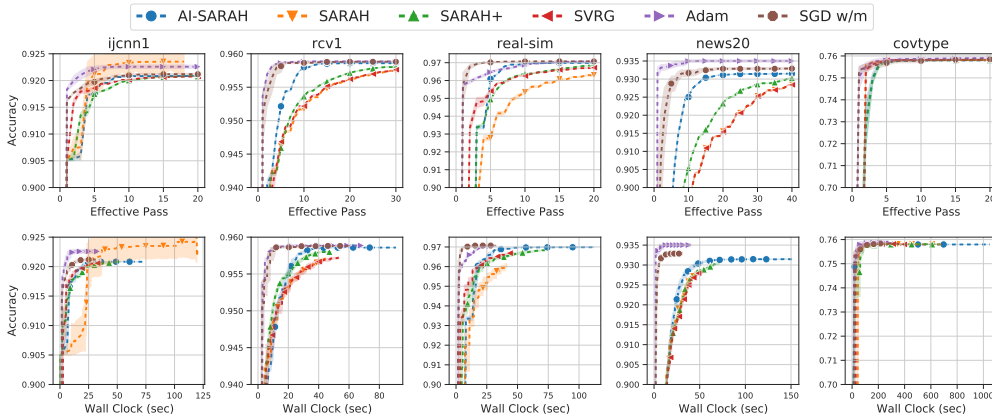 AI-SARAH SARAH SARAH+ SVRG Adam SGD w/m
ijcnn1 rcv1 real-sim news20 covtype
Accuracy
0.925 0.920 0.915 0.910 0.905 0.900
0 5 10 15 20
Effective Pass
0.960 0.955 0.950 0.945 0.940
0 10 20 30
Effective Pass
0.97 0.96 0.95 0.94 0.93 0.92 0.91 0.90
0 5 10 15 20
Effective Pass
0.935 0.930 0.925 0.920 0.915 0.910 0.905 0.900
0 10 20 30 40
Effective Pass
0.76 0.75 0.74 0.73 0.72 0.71 0.70
0 5 10 15 20
Effective Pass
Accuracy
0.925 0.920 0.915 0.910 0.905 0.900
0 25 50 75 100 125
Wall Clock (sec)
0.960 0.955 0.950 0.945 0.940
0 20 40 60 80
Wall Clock (sec)
0.97 0.96 0.95 0.94 0.93 0.92 0.91 0.90
0 50 100
Wall Clock (sec)
0.935 0.930 0.925 0.920 0.915 0.910 0.905 0.900
0 50 100 150
Wall Clock (sec)
0.76 0.75 0.74 0.73 0.72 0.71 0.70
0 200 400 600 800 1000
Wall Clock (sec)